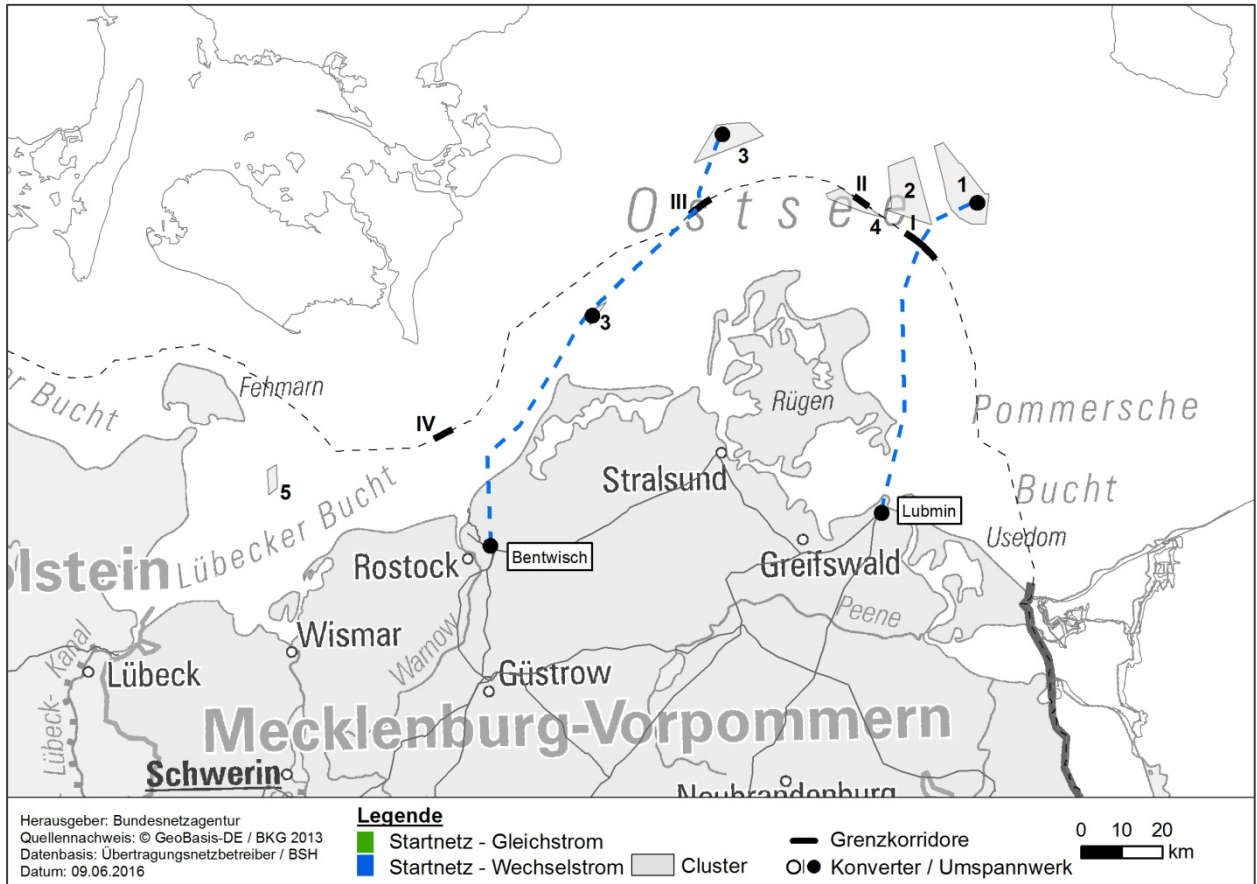 3
III
II
2
1
Ostsee
4
I
3
Fehmarn
er Bucht
Rügen
Pommersche
Bucht
IV
5
Stralsund
Lübecker Bucht
Lubmin
Usedom
Bentwisch
Rostock
Greifswald
olstein
Peene
Wismar
Warnow
Lübeck
Güstrow
Lübeck-
Kanal
Mecklenburg-Vorpommern
Schwerin
Neubrandenburg
Herausgeber: Bundesnetzagentur
Quellennachweis: © GeoBasis-DE / BKG 2013
Datenbasis: Übertragungsnetzbetreiber / BSH
Datum: 09.06.2016
Legende
Startnetz - Gleichstrom
Startnetz - Wechselstrom
Cluster
Grenzkorridore
Konverter / Umspannwerk
0 10 20
km